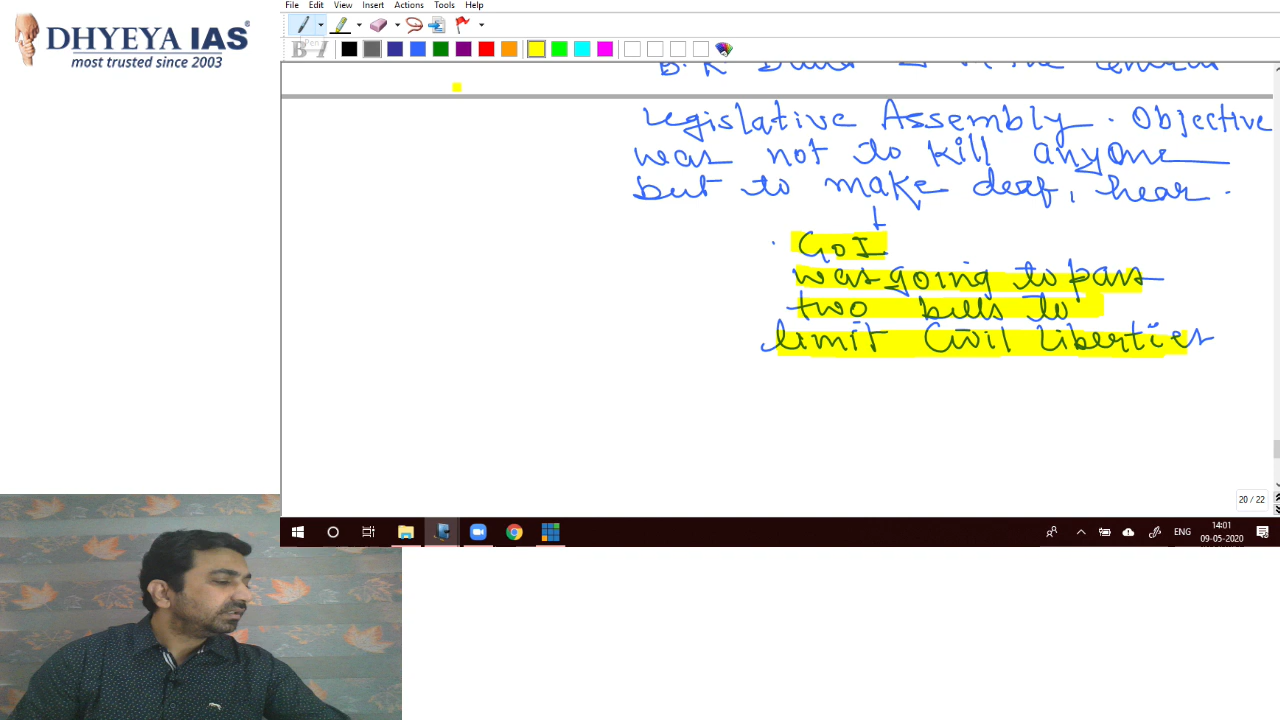 DHYEYA IAS®
most trusted since 2003
File Edit View Insert Actions Tools Help
Pen
B-I
B. K
Legislative Assembly. Objective
was not to kill anyone
but to make deaf, hear.
GoI
was going to pass
two bills to
limit Civil Liberties
20 / 22
ENG
14:01
09-05-2020